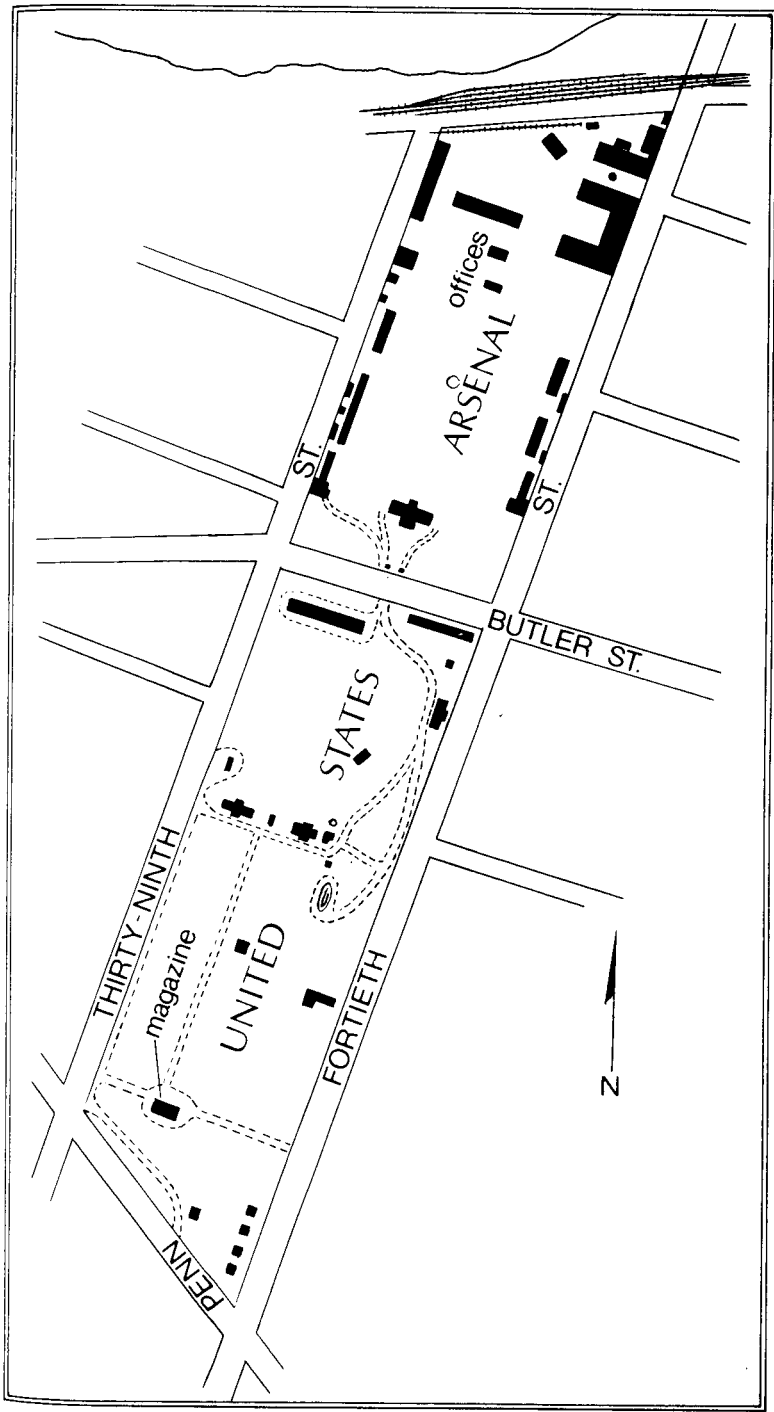 offices
ARSENAL
ST.
ST.
BUTLER ST.
STATES
THIRTY-NINTH
magazine
UNITED
FORTIETH
N
PENN